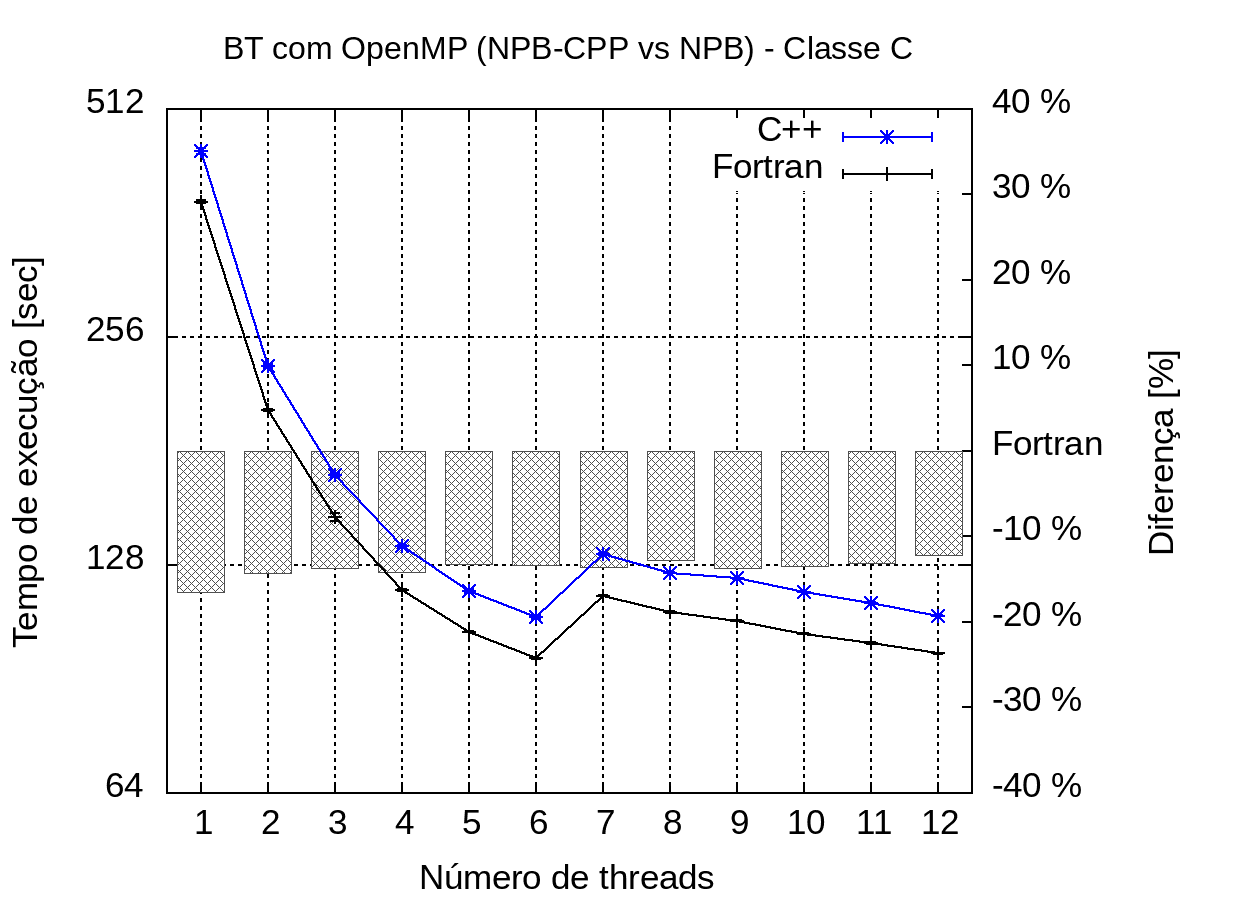 BT com OpenMP (NPB-CPP vs NPB) - Classe C
512
256
128
64
Tempo de execução [sec]
C++
Fortran
40 %
30 %
20 %
10 %
Fortran
-10 %
-20 %
-30 %
-40 %
Diferença [%]
1 2 3 4 5 6 7 8 9 10 11 12
Número de threads